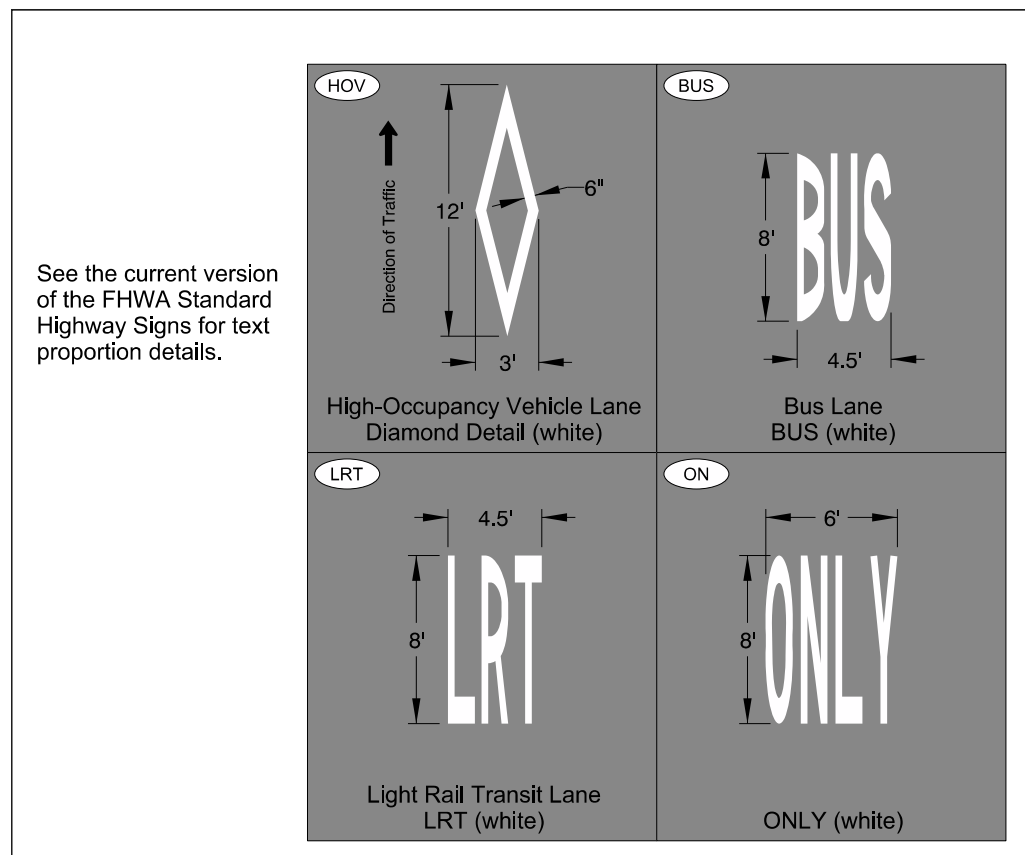 See the current version
of the FHWA Standard
Highway Signs for text
proportion details.
HOV
Direction of Traffic
12'
6"
3'
High-Occupancy Vehicle Lane
Diamond Detail (white)
BUS
8'
BUS
4.5'
Bus Lane
BUS (white)
LRT
4.5'
8'
LRT
Light Rail Transit Lane
LRT (white)
ON
6'
8'
ONLY
ONLY (white)